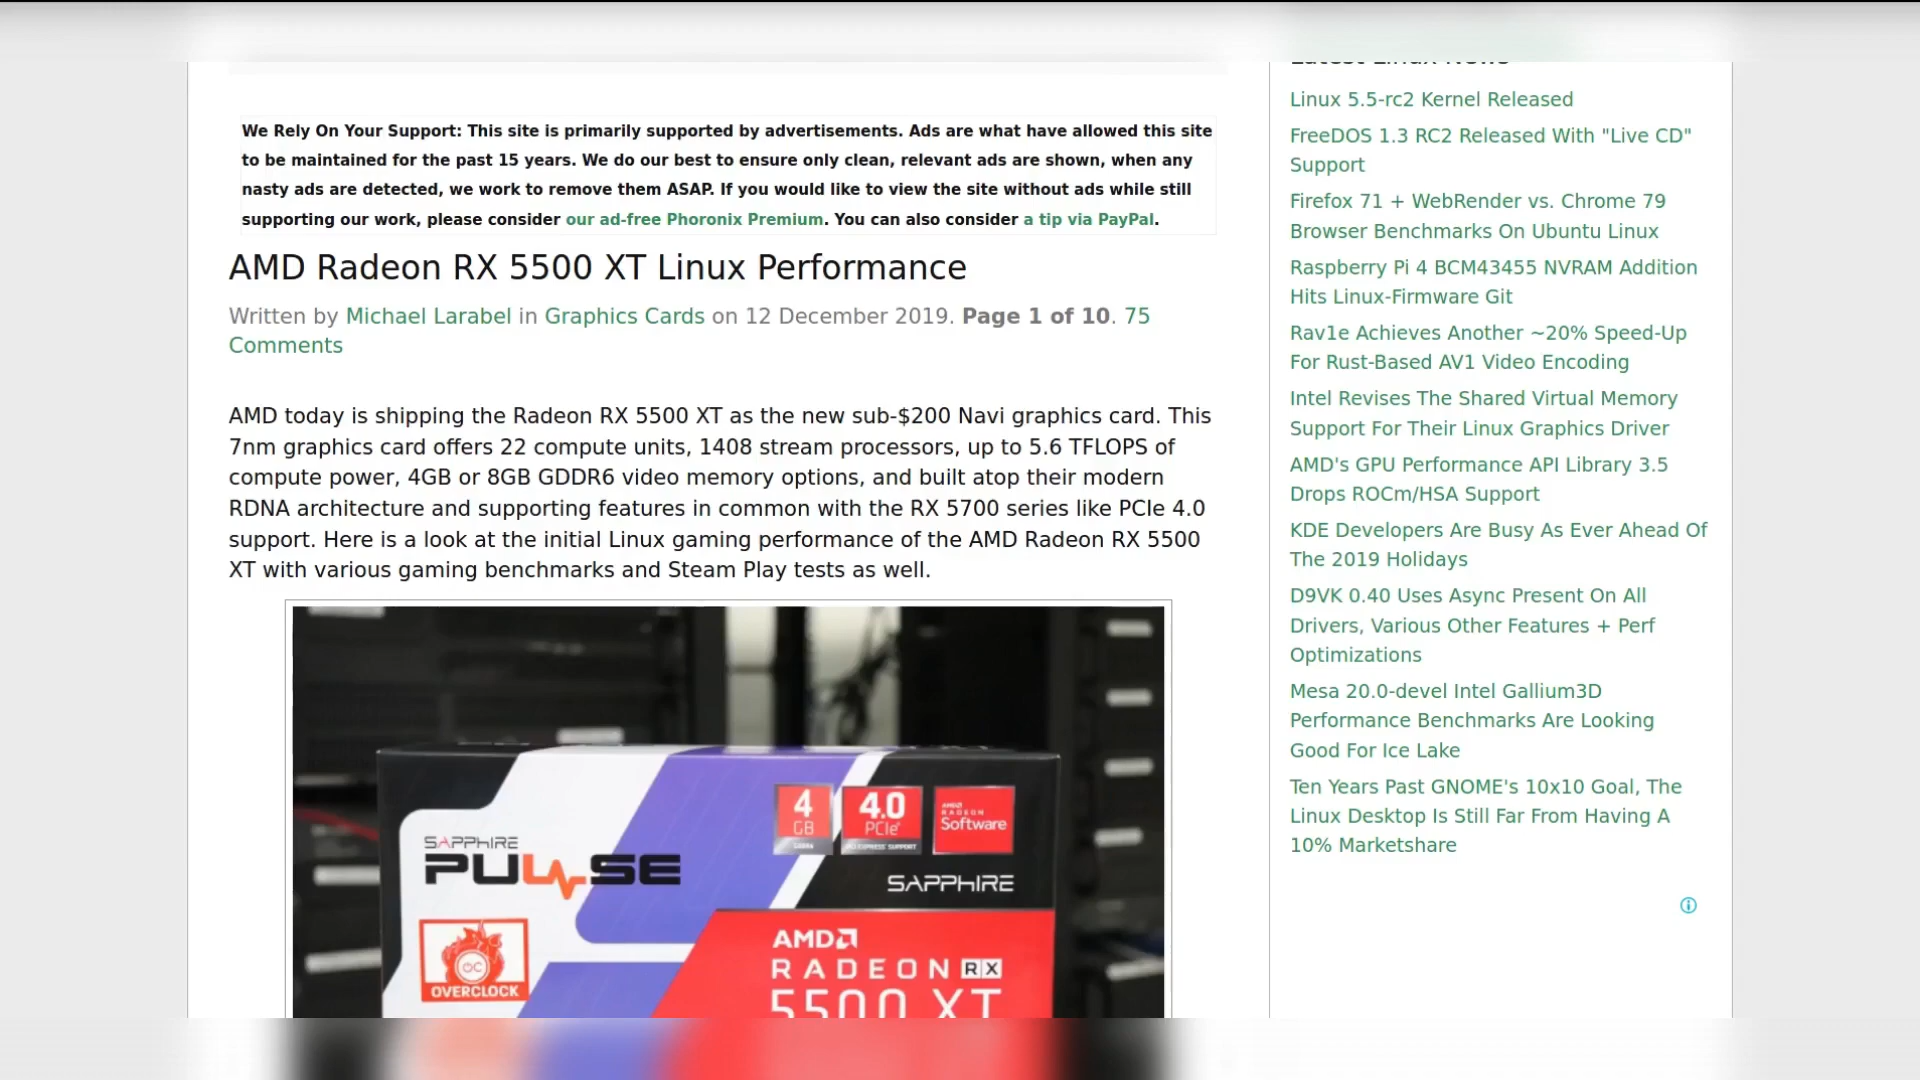 Latest Linux News
We Rely On Your Support: This site is primarily supported by advertisements. Ads are what have allowed this site
to be maintained for the past 15 years. We do our best to ensure only clean, relevant ads are shown, when any
nasty ads are detected, we work to remove them ASAP. If you would like to view the site without ads while still
supporting our work, please consider our ad-free Phoronix Premium. You can also consider a tip via PayPal.
AMD Radeon RX 5500 XT Linux Performance
Written by Michael Larabel in Graphics Cards on 12 December 2019. Page 1 of 10. 75
Comments
AMD today is shipping the Radeon RX 5500 XT as the new sub-$200 Navi graphics card. This
7nm graphics card offers 22 compute units, 1408 stream processors, up to 5.6 TFLOPS of
compute power, 4GB or 8GB GDDR6 video memory options, and built atop their modern
RDNA architecture and supporting features in common with the RX 5700 series like PCIe 4.0
support. Here is a look at the initial Linux gaming performance of the AMD Radeon RX 5500
XT with various gaming benchmarks and Steam Play tests as well.
4
GB
4.0
PCIe
PCI EXPRESS SUPPORT
AMD
RADEON
Software
SAPPHIRE
PULSE
SAPPHIRE
OC
OVERCLOCK
AMD
RADEON RX
5500 XT
Linux 5.5-rc2 Kernel Released
FreeDOS 1.3 RC2 Released With "Live CD"
Support
Firefox 71 + WebRender vs. Chrome 79
Browser Benchmarks On Ubuntu Linux
Raspberry Pi 4 BCM43455 NVRAM Addition
Hits Linux-Firmware Git
Rav1e Achieves Another ~20% Speed-Up
For Rust-Based AV1 Video Encoding
Intel Revises The Shared Virtual Memory
Support For Their Linux Graphics Driver
AMD's GPU Performance API Library 3.5
Drops ROCm/HSA Support
KDE Developers Are Busy As Ever Ahead Of
The 2019 Holidays
D9VK 0.40 Uses Async Present On All
Drivers, Various Other Features + Perf
Optimizations
Mesa 20.0-devel Intel Gallium3D
Performance Benchmarks Are Looking
Good For Ice Lake
Ten Years Past GNOME's 10x10 Goal, The
Linux Desktop Is Still Far From Having A
10% Marketshare